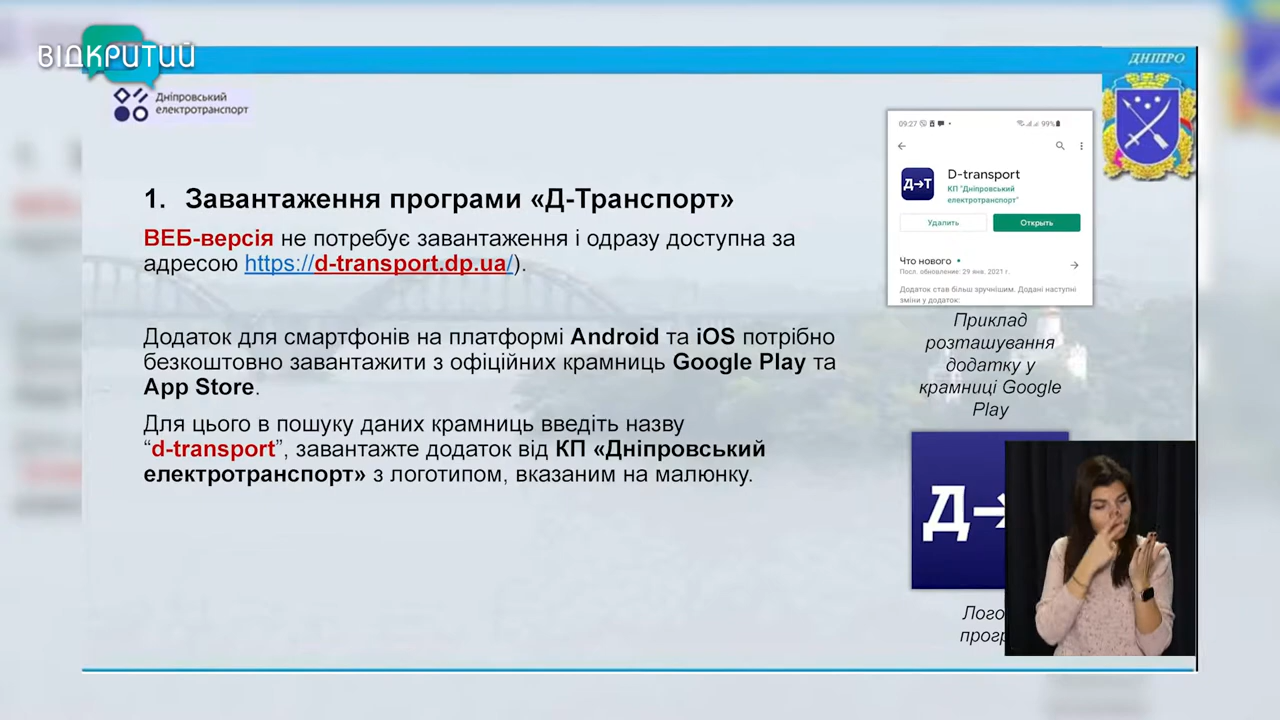 ВІДКРИТИЙ
ДНІПРО
Дніпровський
електротранспорт
1. Завантаження програми «Д-Транспорт»
ВЕБ-версія не потребує завантаження і одразу доступна за
адресою https://d-transport.dp.ua/).
Додаток для смартфонів на платформі Android та iOS потрібно
безкоштовно завантажити з офіційних крамниць Google Play та
App Store.
Для цього в пошуку даних крамниць введіть назву
“d-transport”, завантажте додаток від КП «Дніпровський
електротранспорт» з логотипом, вказаним на малюнку.
09:27 99%
Д→Т
D-transport
КП "Дніпровський
електротранспорт"
Удалить Открыть
Что нового
Посл. обновление: 29 янв. 2021 г.
Додаток став більш зручнішим. Додані наступні
зміни у додаток:
Приклад
розташування
додатку у
крамниці Google
Play
Д→
Лого
прог